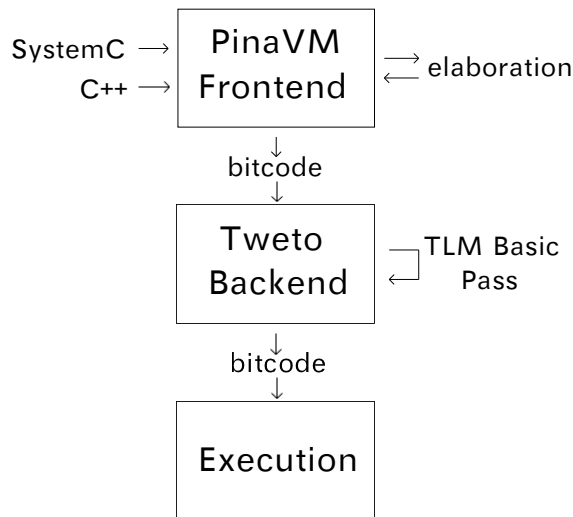 SystemC
C++
PinaVM
Frontend
elaboration
bitcode
Tweto
Backend
TLM Basic
Pass
bitcode
Execution